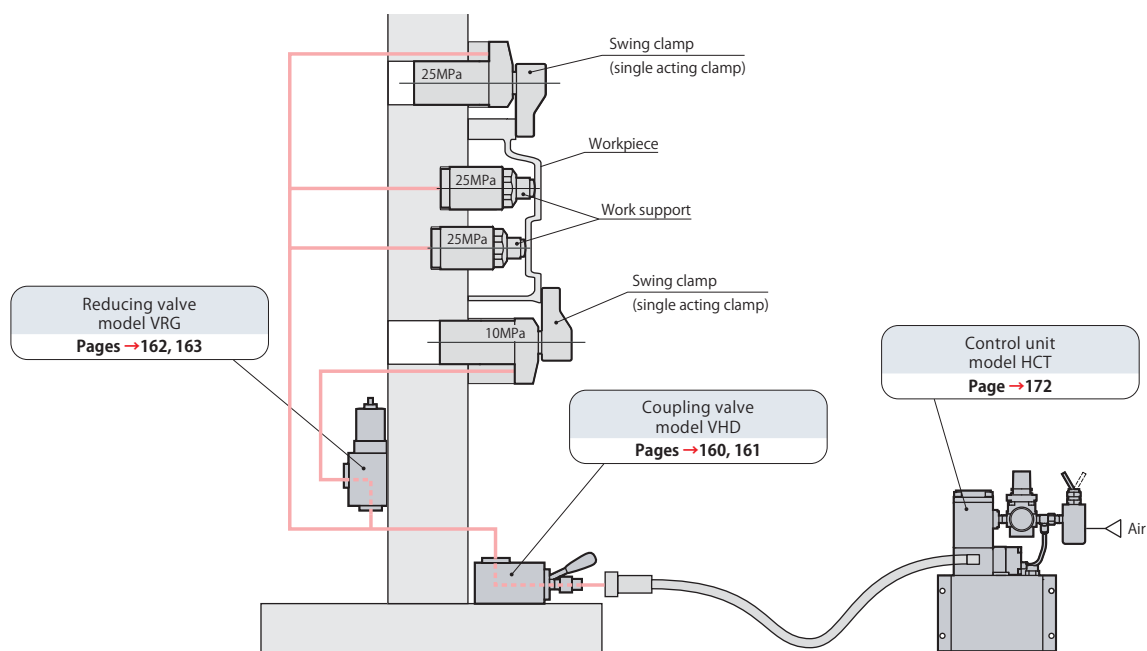 Swing clamp
(single acting clamp)
25MPa
Workpiece
25MPa
Work support
25MPa
Swing clamp
(single acting clamp)
10MPa
Reducing valve
model VRG
Pages →162, 163
Control unit
model HCT
Page →172
Coupling valve
model VHD
Pages →160, 161
Air